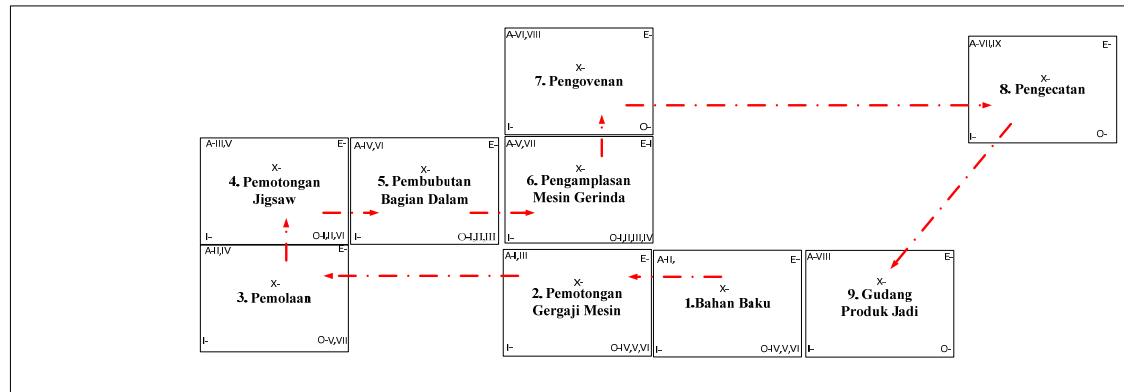 A-VI,VIII E-
X-
7. Pengovenan
I- O-
A-VII,IX E-
X-
8. Pengecatan
I- O-
A-III,V E-
X-
4. Pemotongan
Jigsaw
I- O-I,II,VI
A-IV,VI E-
X-
5. Pembubutan
Bagian Dalam
I- O-I,II,III
A-V,VII E-I
X-
6. Pengamplasan
Mesin Gerinda
I- O-I,II,III,IV
A-II,IV E-
X-
3. Pemolaan
I- O-V,VII
A-I,III E-
X-
2. Pemotongan
Gergaji Mesin
I- O-IV,V,VI
A-II, E-
X-
1.Bahan Baku
I- O-IV,V,VI
A-VIII E-
X-
9. Gudang
Produk Jadi
I- O-